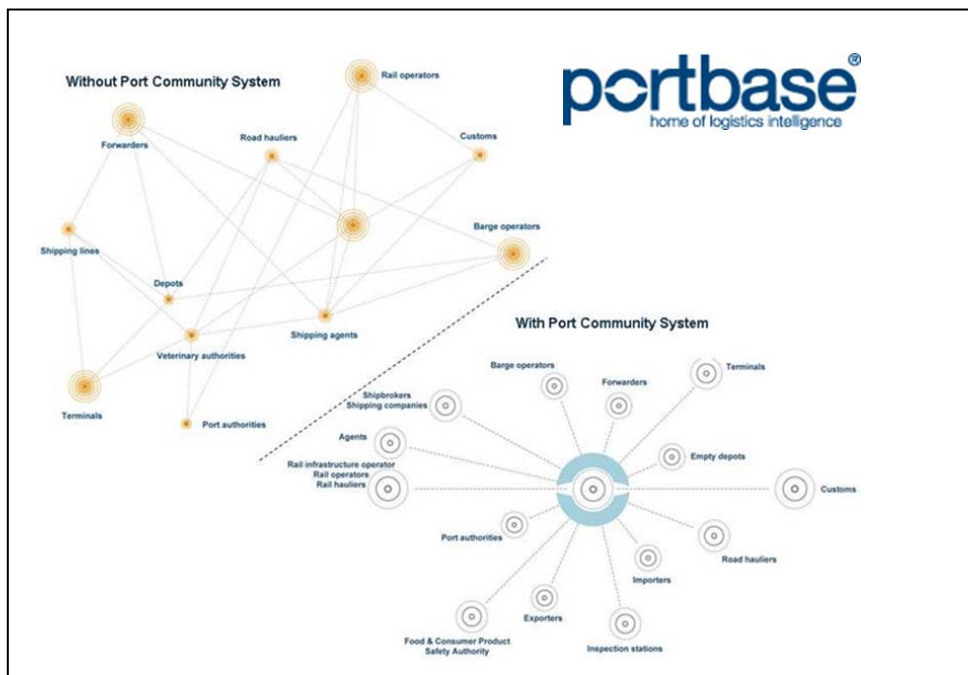 Without Port Community System
portbase
home of logistics intelligence
Rail operators
Forwarders
Road hauliers
Customs
Shipping lines
Barge operators
Depots
Veterinary authorities
Shipping agents
Terminals
Port authorities
With Port Community System
Barge operators
Forwarders
Terminals
Shipbrokers
Shipping companies
Agents
Rail infrastructure operator
Rail operators
Rail hauliers
Empty depots
Customs
Port authorities
Road hauliers
Importers
Exporters
Food & Consumer Product
Safety Authority
Inspection stations